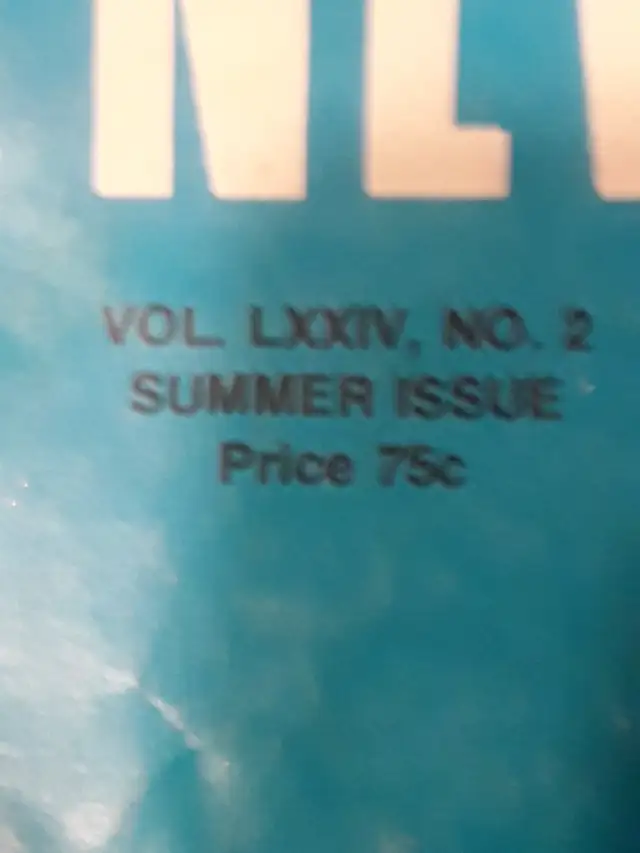 VOL. LXXIV, NO. 2
SUMMER ISSUE
Price 75c